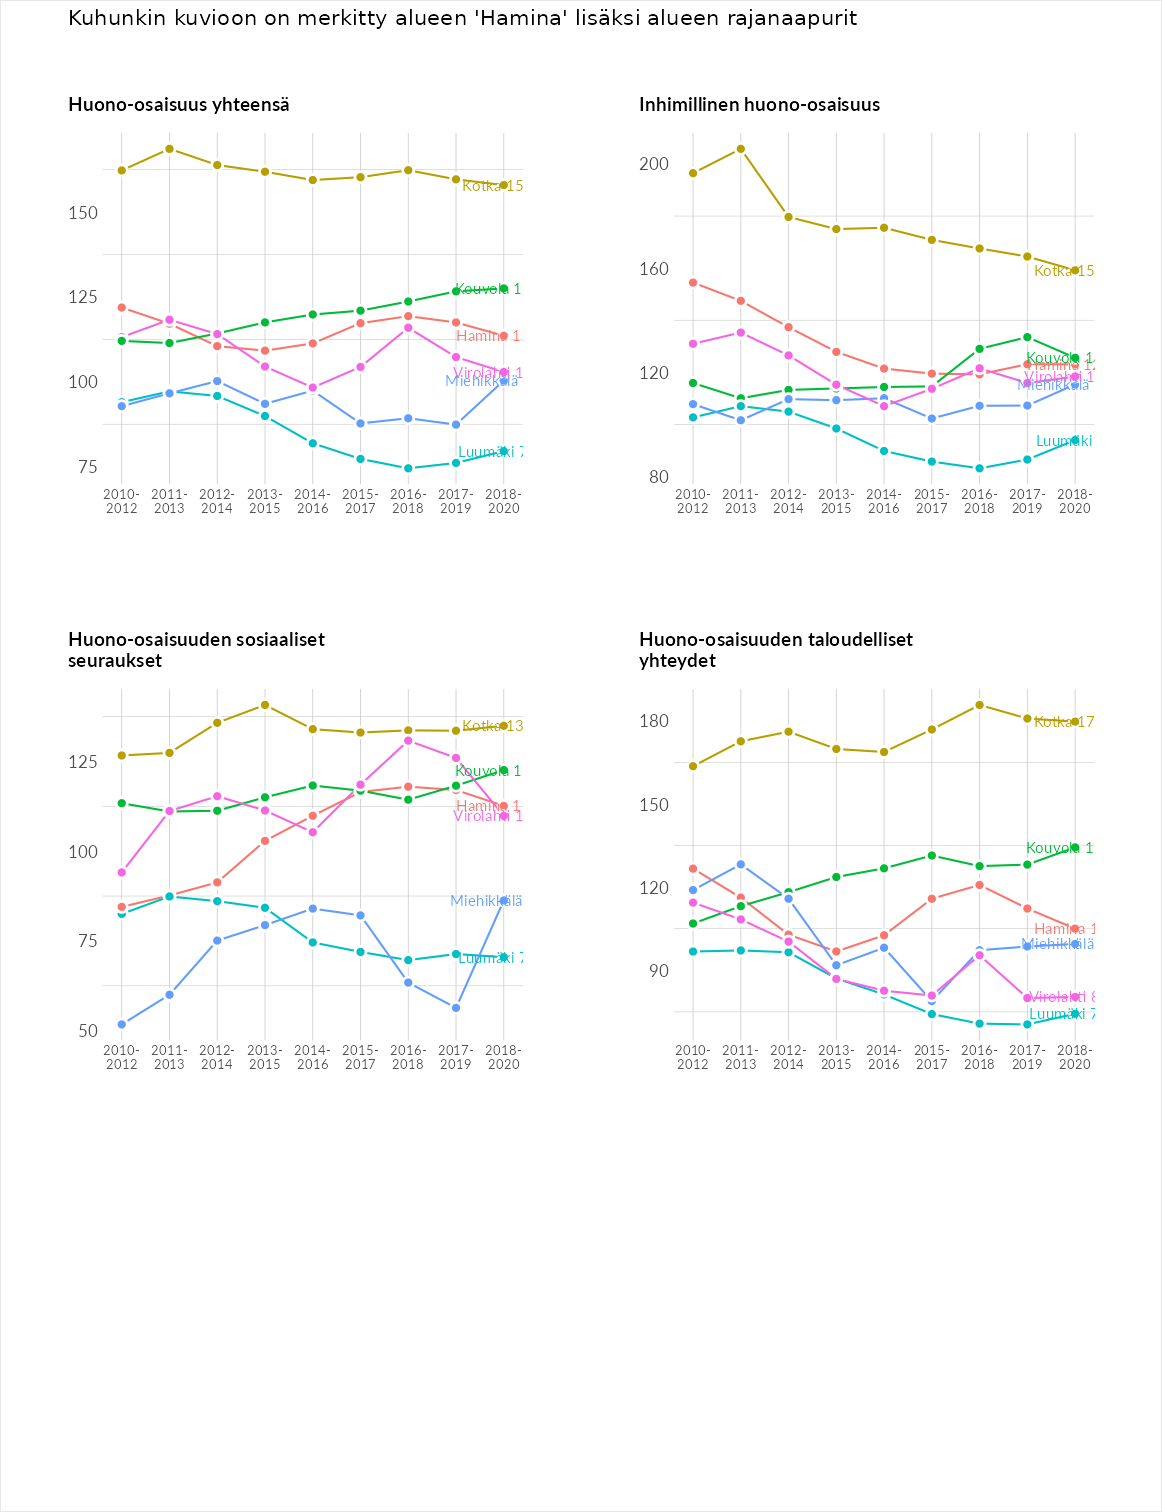 Kuhunkin kuvioon on merkitty alueen 'Hamina' lisäksi alueen rajanaapurit
Huono-osaisuus yhteensä
150
125
100
75
Kotka 15
Kouvola 1
Hamina 1
Virolahti 1
Miehikkälä
Luumäki 7
2010- 2011- 2012- 2013- 2014- 2015- 2016- 2017- 2018-
2012 2013 2014 2015 2016 2017 2018 2019 2020
Inhimillinen huono-osaisuus
200
160
120
80
Kotka 15
Kouvola 12
Hamina 12
Virolahti 1
Miehikkälä
Luumäki
2010- 2011- 2012- 2013- 2014- 2015- 2016- 2017- 2018-
2012 2013 2014 2015 2016 2017 2018 2019 2020
Huono-osaisuuden sosiaaliset
seuraukset
125
100
75
50
Kotka 13
Kouvola 1
Hamina 1
Virolahti 1
Miehikkälä
Luumäki 7
2010- 2011- 2012- 2013- 2014- 2015- 2016- 2017- 2018-
2012 2013 2014 2015 2016 2017 2018 2019 2020
Huono-osaisuuden taloudelliset
yhteydet
180
150
120
90
Kotka 17
Kouvola 1
Hamina 1
Miehikkälä
Virolahti 8
Luumäki 7
2010- 2011- 2012- 2013- 2014- 2015- 2016- 2017- 2018-
2012 2013 2014 2015 2016 2017 2018 2019 2020